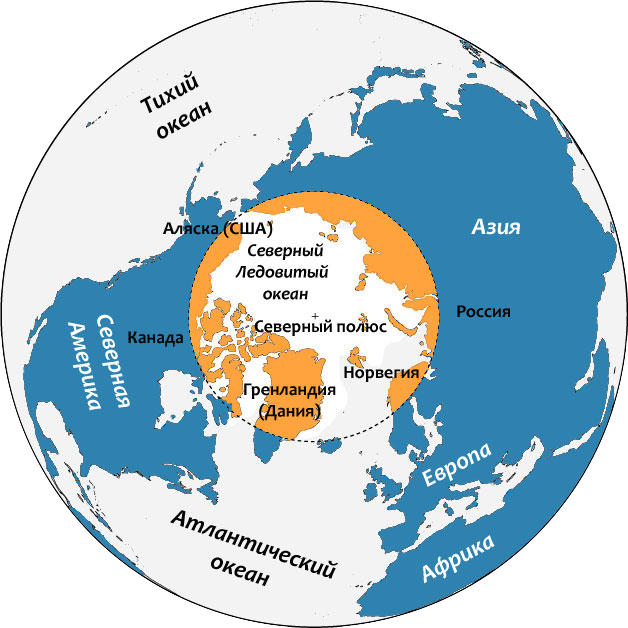 Тихий
океан
Аляска (США)
Азия
Северный
Ледовитый
океан
Россия
Северный полюс
Канада
Северная
Америка
Норвегия
Гренландия
(Дания)
Европа
Атлантический
океан
Африка